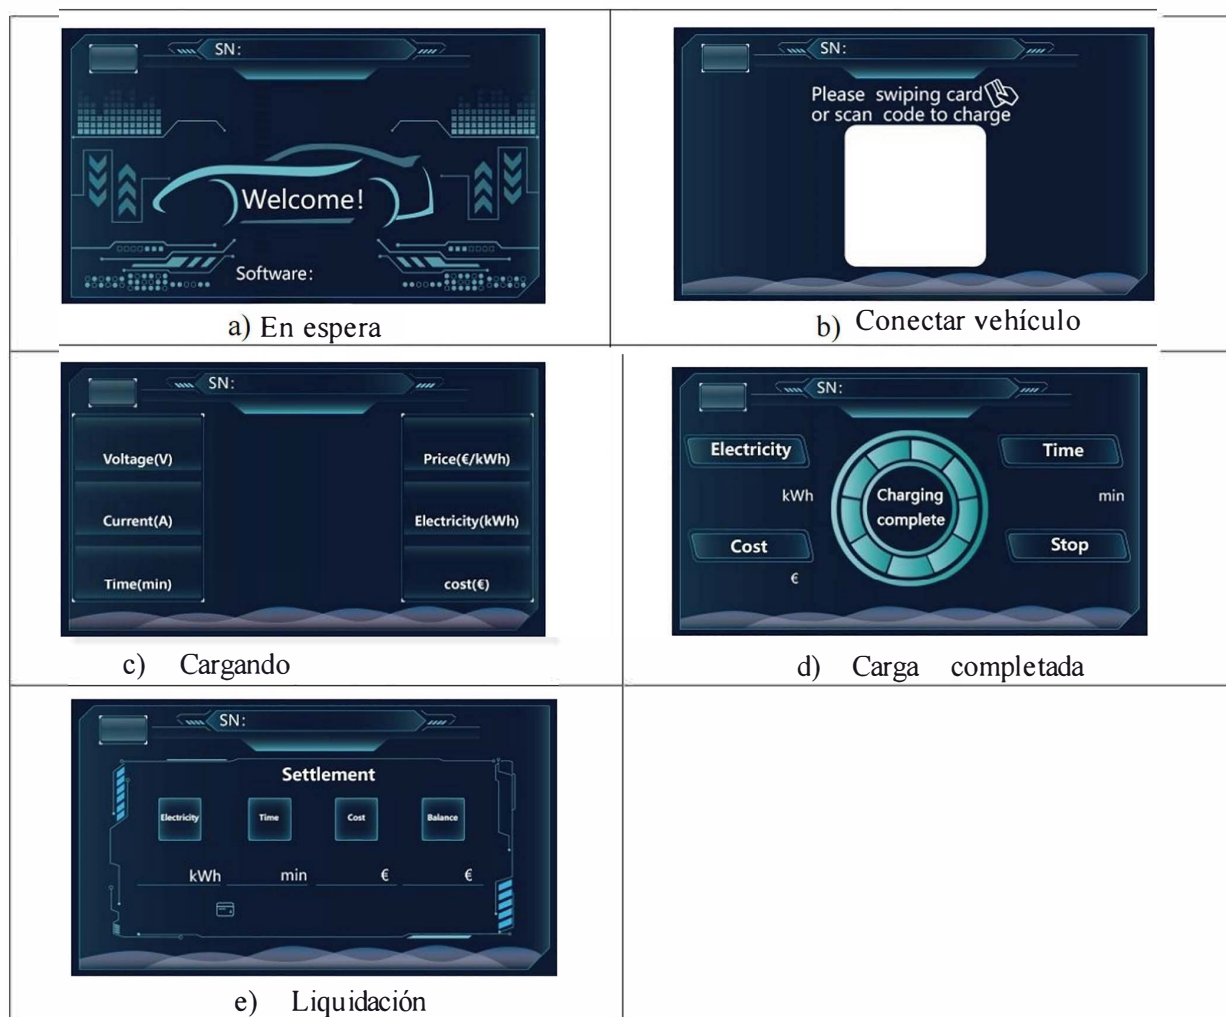 SN:
Welcome!
Software:
a) En espera
SN:
Please swiping card
or scan code to charge
b) Conectar vehículo
SN:
Voltage(V)
Current(A)
Time(min)
Price(€/kWh)
Electricity(kWh)
cost(€)
c) Cargando
SN:
Electricity
kWh
Cost
€
Charging
complete
Time
min
Stop
d) Carga completada
SN:
Settlement
Electricity Time Cost Balance
kWh min € €
e) Liquidación